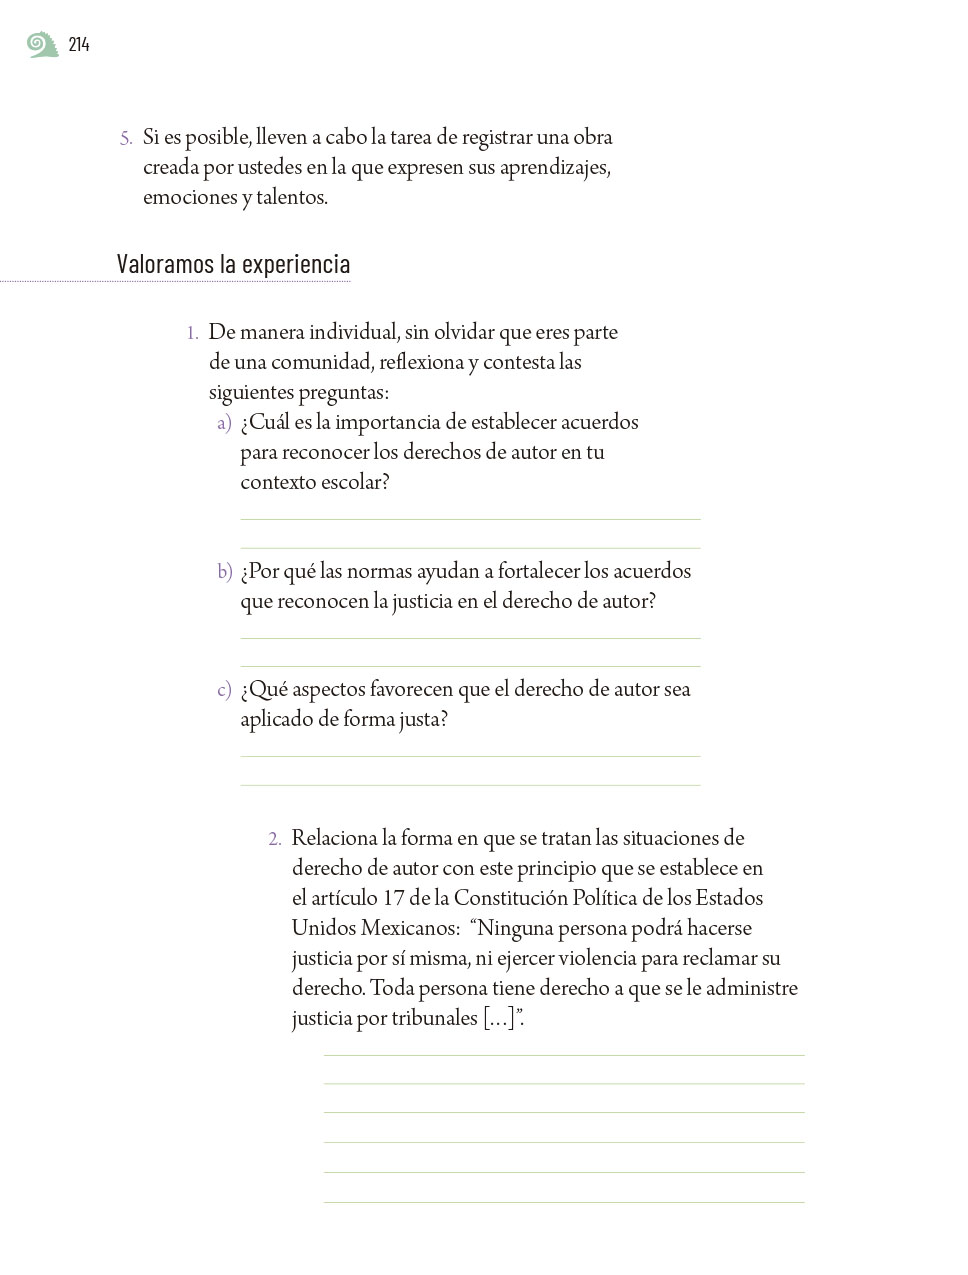 214
5. Si es posible, lleven a cabo la tarea de registrar una obra
creada por ustedes en la que expresen sus aprendizajes,
emociones y talentos.
Valoramos la experiencia
1. De manera individual, sin olvidar que eres parte
de una comunidad, reflexiona y contesta las
siguientes preguntas:
a) ¿Cuál es la importancia de establecer acuerdos
para reconocer los derechos de autor en tu
contexto escolar?
b) ¿Por qué las normas ayudan a fortalecer los acuerdos
que reconocen la justicia en el derecho de autor?
c) ¿Qué aspectos favorecen que el derecho de autor sea
aplicado de forma justa?
2. Relaciona la forma en que se tratan las situaciones de
derecho de autor con este principio que se establece en
el artículo 17 de la Constitución Política de los Estados
Unidos Mexicanos: “Ninguna persona podrá hacerse
justicia por sí misma, ni ejercer violencia para reclamar su
derecho. Toda persona tiene derecho a que se le administre
justicia por tribunales […]”.